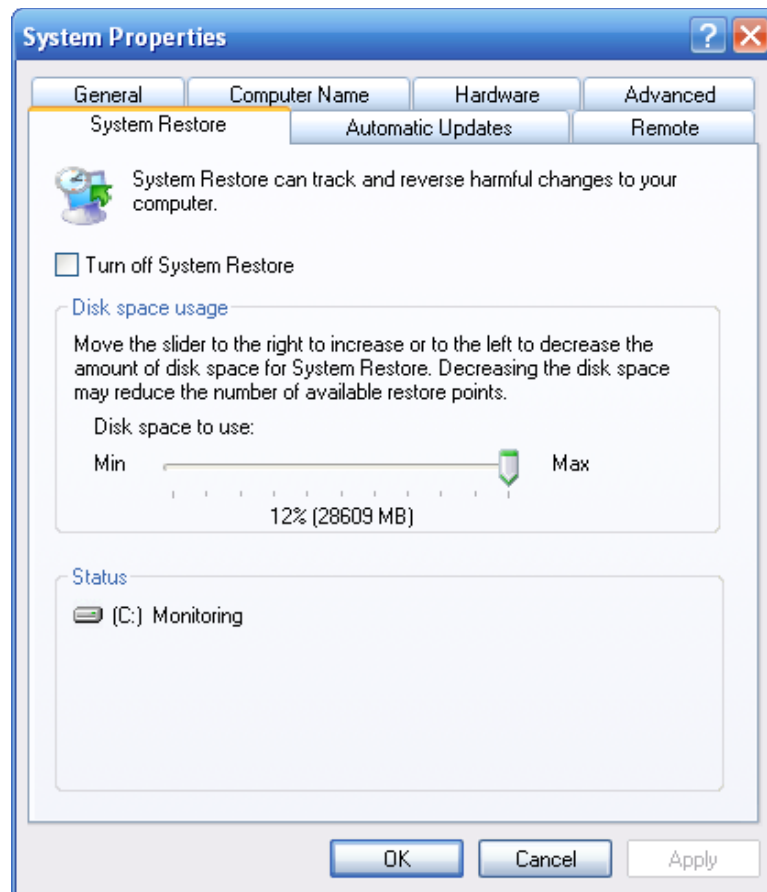 System Properties
General Computer Name Hardware Advanced
System Restore Automatic Updates Remote
System Restore can track and reverse harmful changes to your
computer.
Turn off System Restore
Disk space usage
Move the slider to the right to increase or to the left to decrease the
amount of disk space for System Restore. Decreasing the disk space
may reduce the number of available restore points.
Disk space to use:
Min Max
12% (28609 MB)
Status
(C:) Monitoring
OK Cancel Apply